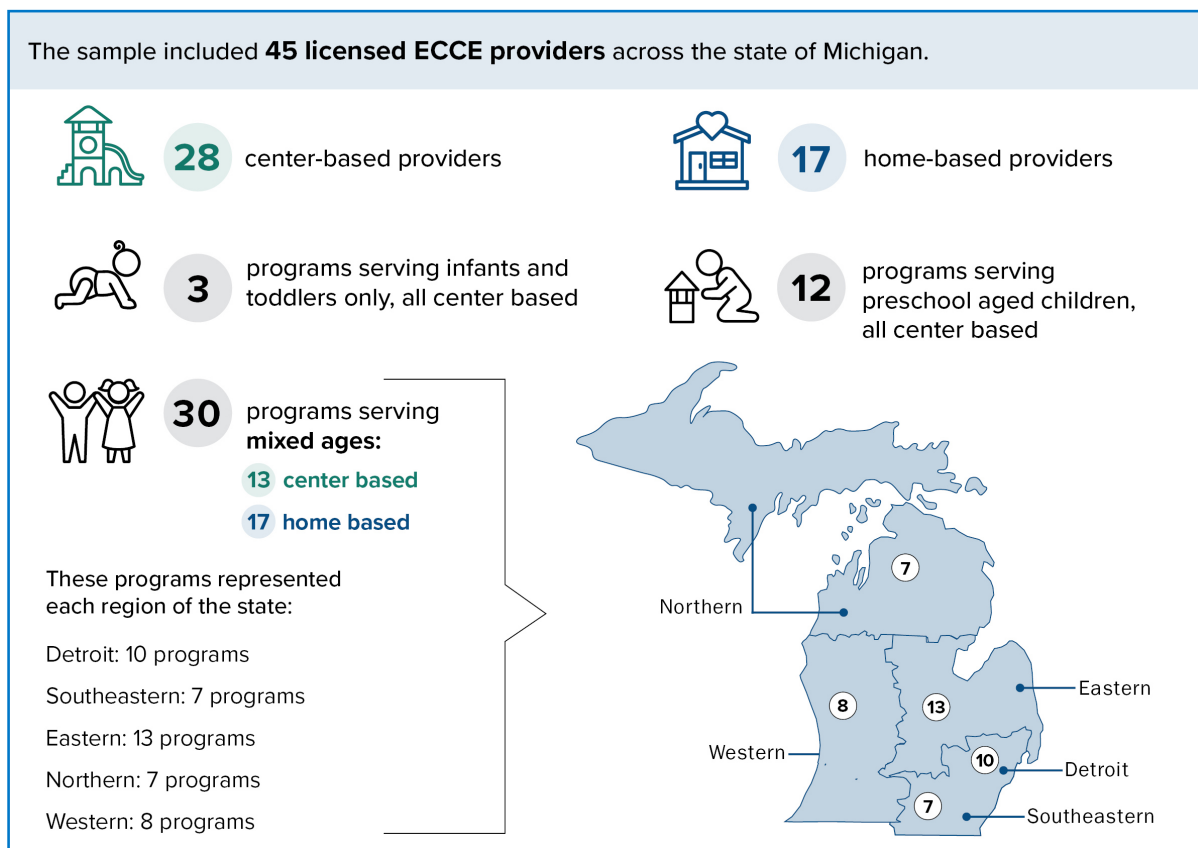 The sample included 45 licensed ECCE providers across the state of Michigan.
28 center-based providers
17 home-based providers
3 programs serving infants and
toddlers only, all center based
12 programs serving
preschool aged children,
all center based
30 programs serving
mixed ages:
13 center based
17 home based
These programs represented
each region of the state:
Detroit: 10 programs
Southeastern: 7 programs
Eastern: 13 programs
Northern: 7 programs
Western: 8 programs
7
Northern
Eastern
8
13
Western
10
Detroit
7
Southeastern